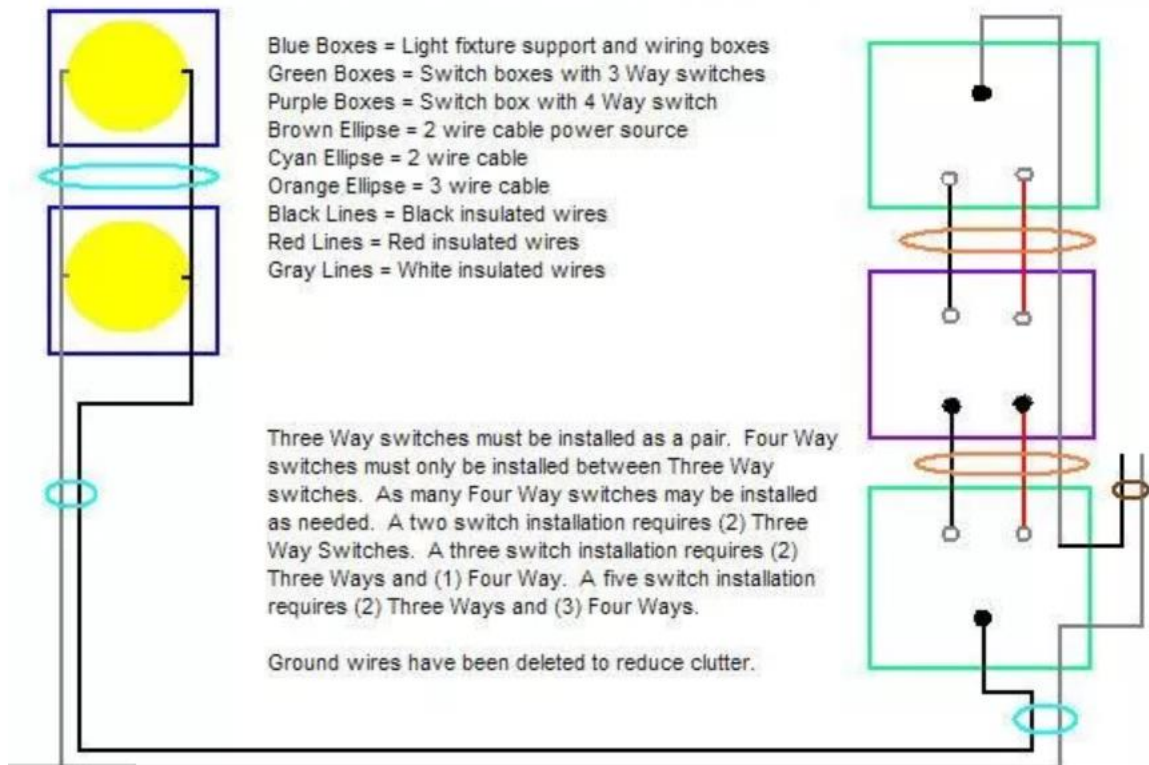 Blue Boxes = Light fixture support and wiring boxes
Green Boxes = Switch boxes with 3 Way switches
Purple Boxes = Switch box with 4 Way switch
Brown Ellipse = 2 wire cable power source
Cyan Ellipse = 2 wire cable
Orange Ellipse = 3 wire cable
Black Lines = Black insulated wires
Red Lines = Red insulated wires
Gray Lines = White insulated wires
Three Way switches must be installed as a pair. Four Way
switches must only be installed between Three Way
switches. As many Four Way switches may be installed
as needed. A two switch installation requires (2) Three
Way Switches. A three switch installation requires (2)
Three Ways and (1) Four Way. A five switch installation
requires (2) Three Ways and (3) Four Ways.
Ground wires have been deleted to reduce clutter.